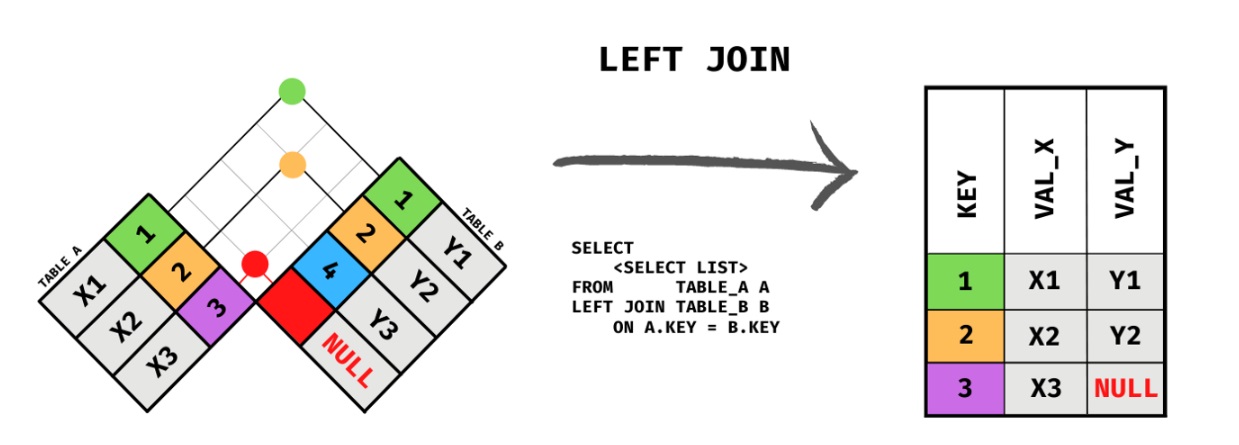 LEFT JOIN
TABLE A
1
2
3
X1
X2
X3
TABLE B
1
2
4
Y1
Y2
Y3
NULL
SELECT
<SELECT LIST>
FROM TABLE_A A
LEFT JOIN TABLE_B B
ON A.KEY = B.KEY
KEY VAL_X VAL_Y
1 X1 Y1
2 X2 Y2
3 X3 NULL